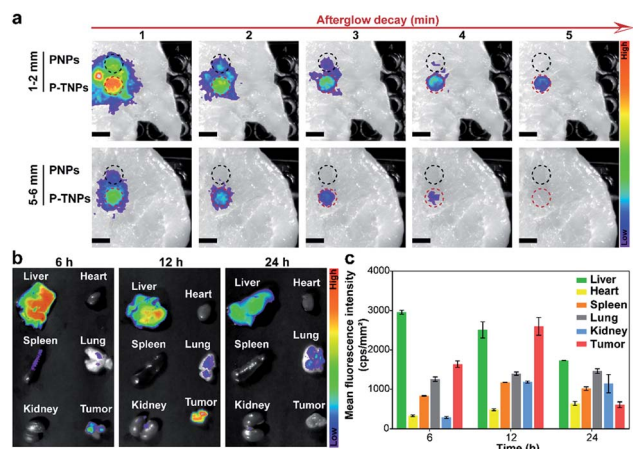 a
Afterglow decay (min)
1 2 3 4 5
1-2 mm
PNPs
P-TNPs
High
5-6 mm
PNPs
P-TNPs
Low
b
6 h 12 h 24 h
Liver Heart Liver Heart Liver Heart
High
Spleen Lung Spleen Lung Spleen Lung
Kidney Tumor Kidney Tumor Kidney Tumor
Low
c
Mean fluorescence intensity
(cps/mm²)
4000
3000
2000
1000
0
Liver
Heart
Spleen
Lung
Kidney
Tumor
6 12 24
Time (h)